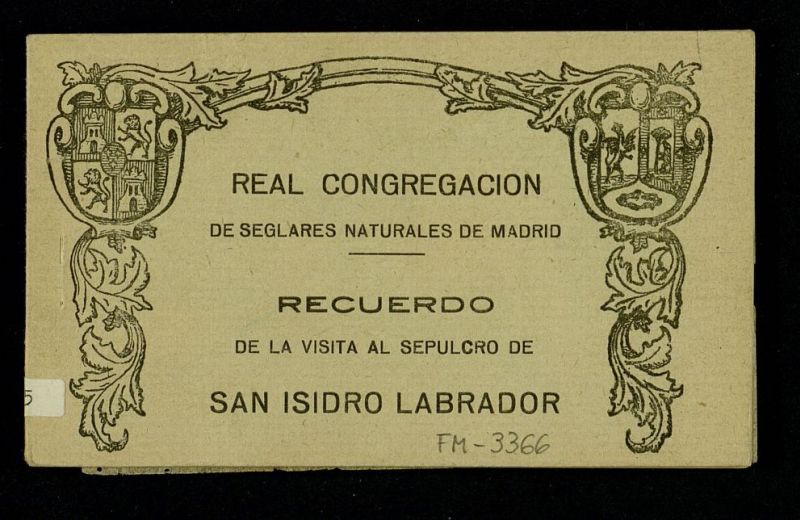 REAL CONGREGACION
DE SEGLARES NATURALES DE MADRID
RECUERDO
DE LA VISITA AL SEPULCRO DE
SAN ISIDRO LABRADOR
FM-3366
5